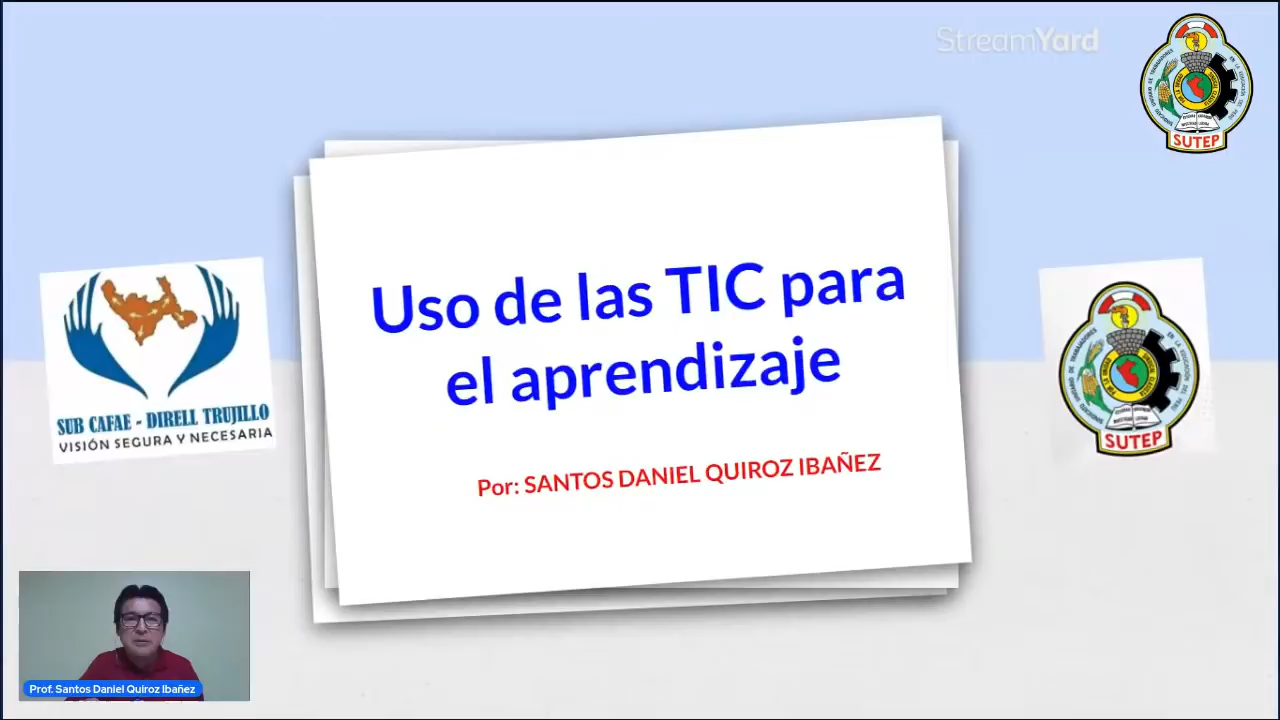 StreamYard
SUTEP
Uso de las TIC para
el aprendizaje
Por: SANTOS DANIEL QUIROZ IBAÑEZ
SUB CAFAE - DIRELL TRUJILLO
VISIÓN SEGURA Y NECESARIA
SUTEP
Prof. Santos Daniel Quiroz Ibañez